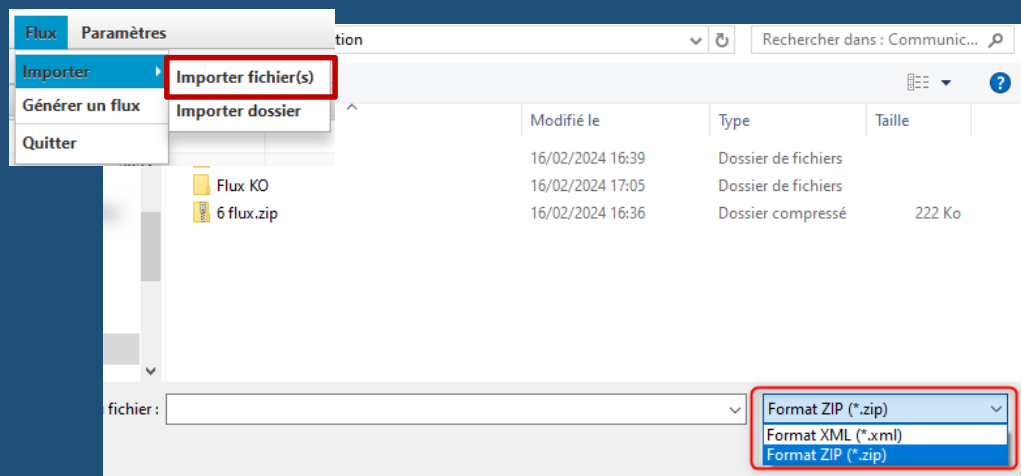 Flux Paramètres
Importer
Importer fichier(s)
Générer un flux
Importer dossier
Quitter
tion
Rechercher dans : Communic...
Modifié le Type Taille
16/02/2024 16:39 Dossier de fichiers
Flux KO 16/02/2024 17:05 Dossier de fichiers
6 flux.zip 16/02/2024 16:36 Dossier compressé 222 Ko
fichier :
Format ZIP (*.zip)
Format XML (*.xml)
Format ZIP (*.zip)